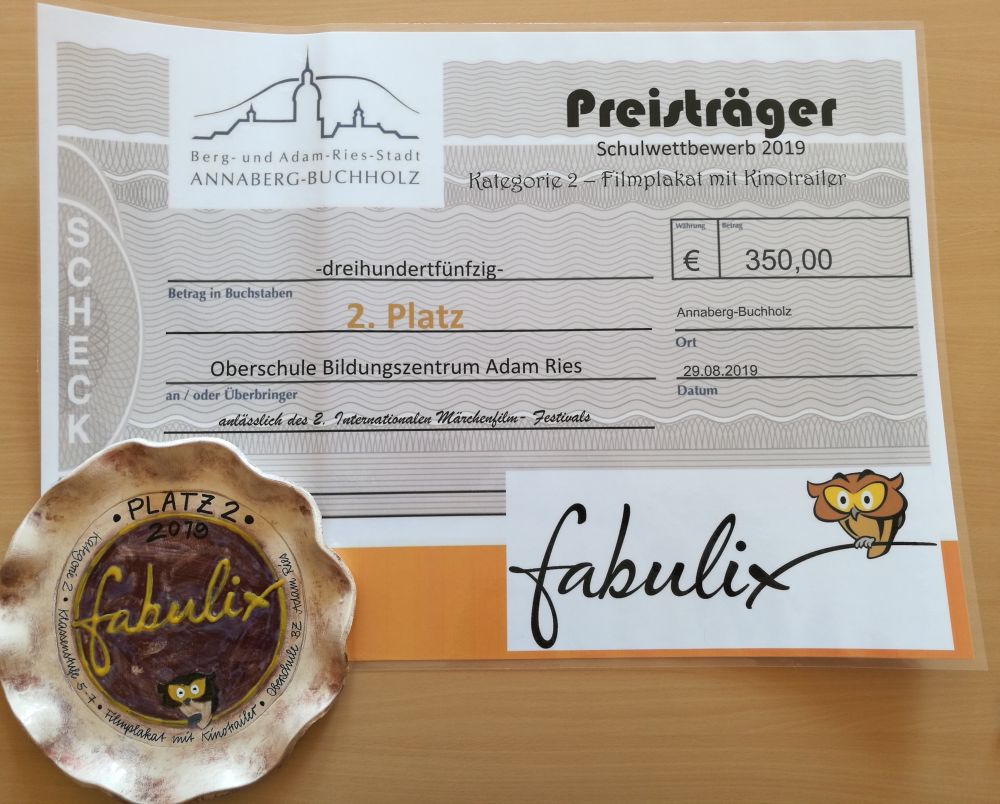 Berg- und Adam-Ries-Stadt
ANNABERG-BUCHHOLZ
Preisträger
Schulwettbewerb 2019
Kategorie 2 – Filmplakat mit Kinotrailer
SCHECK
Währung
Betrag
€
350,00
-dreihundertfünfzig-
Betrag in Buchstaben
2. Platz
Annaberg-Buchholz
Ort
Oberschule Bildungszentrum Adam Ries
an / oder Überbringer
29.08.2019
Datum
anlässlich des 2. Internationalen Märchenfilm- Festivals
fabulix
• PLATZ 2 •
2019
fabulix
Kategorie 2 • Klassenstufe 5-7 • Filmplakat mit Kinotrailer • Oberschule BZ Adam Ries